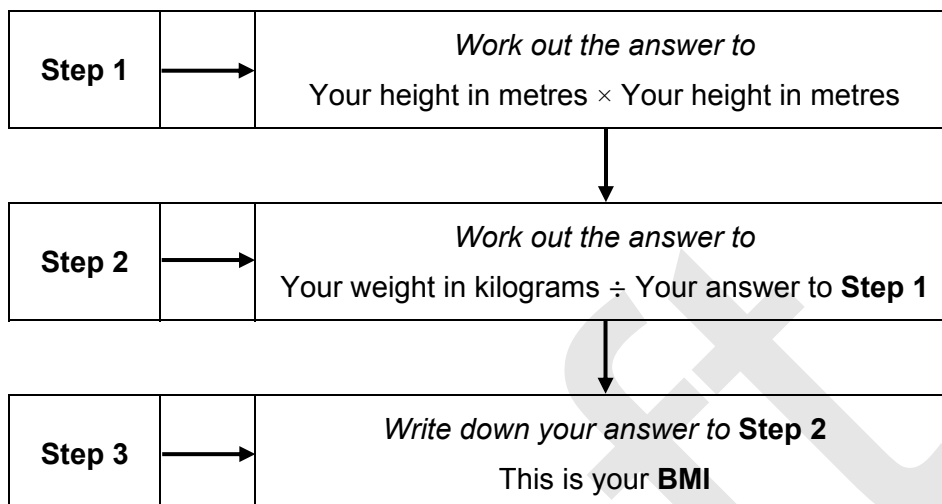 Step 1
Work out the answer to
Your height in metres × Your height in metres
Step 2
Work out the answer to
Your weight in kilograms ÷ Your answer to Step 1
Step 3
Write down your answer to Step 2
This is your BMI